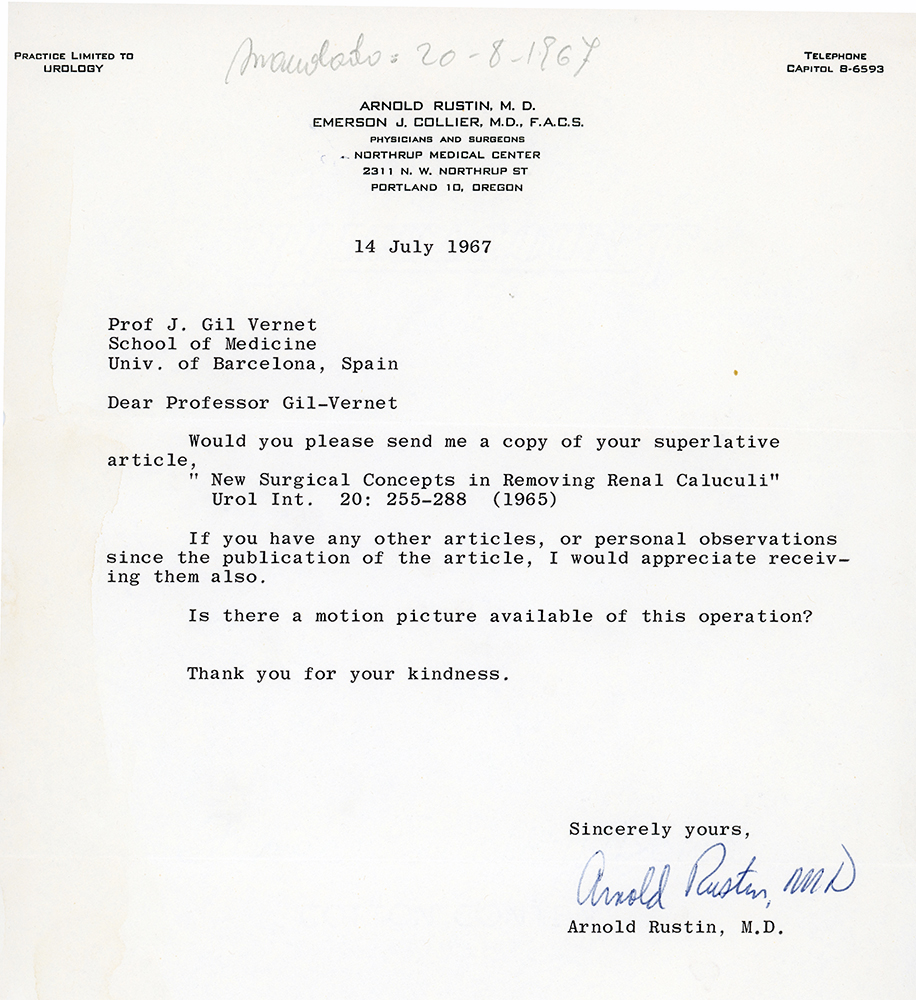 PRACTICE LIMITED TO
UROLOGY
Mandado = 20-8-1967
TELEPHONE
CAPITOL 8-6593
ARNOLD RUSTIN, M. D.
EMERSON J. COLLIER, M.D., F.A.C.S.
PHYSICIANS AND SURGEONS
NORTHRUP MEDICAL CENTER
2311 N. W. NORTHRUP ST
PORTLAND 10, OREGON
14 July 1967
Prof J. Gil Vernet
School of Medicine
Univ. of Barcelona, Spain
Dear Professor Gil-Vernet
Would you please send me a copy of your superlative
article,
" New Surgical Concepts in Removing Renal Caluculi"
Urol Int. 20: 255-288 (1965)
If you have any other articles, or personal observations
since the publication of the article, I would appreciate receiv-
ing them also.
Is there a motion picture available of this operation?
Thank you for your kindness.
Sincerely yours,
Arnold Rustin, MD
Arnold Rustin, M.D.